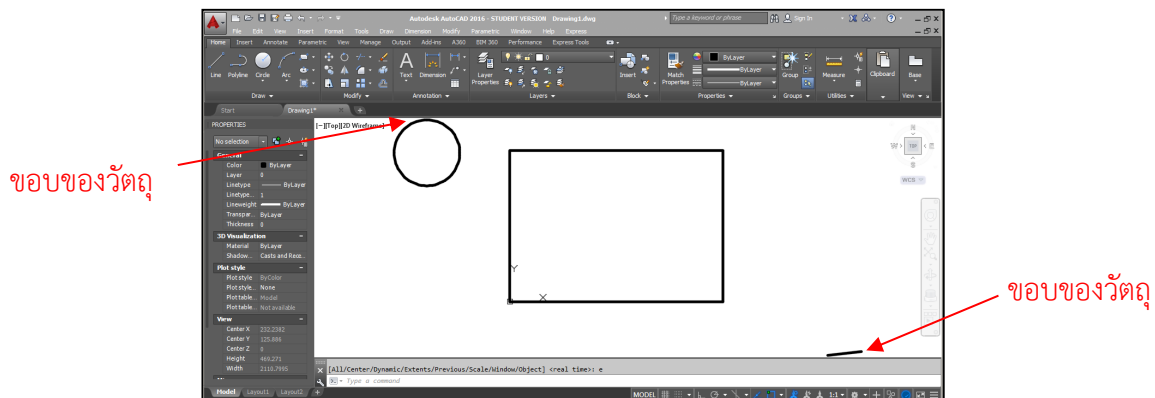 Autodesk AutoCAD 2016 - STUDENT VERSION Drawing1.dwg
Type a keyword or phrase
Sign In
File Edit View Insert Format Tools Draw Dimension Modify Parametric Window Help Express
Home Insert Annotate Parametric View Manage Output Add-ins A360 BIM 360 Performance Express Tools
Line Polyline Circle Arc
Text Dimension
Layer Properties
0
Insert
Match Properties
ByLayer
ByLayer
ByLayer
Group
Measure
Clipboard
Base
Draw Modify Annotation Layers Block Properties Groups Utilities View
Start Drawing1*
PROPERTIES
[-][Top][2D Wireframe]
No selection
General
Color ByLayer
Layer 0
Linetype ByLayer
Linetype... 1
Lineweight ByLayer
Transpar... ByLayer
Thickness 0
3D Visualization
Material ByLayer
Shadow... Casts and Rece...
Plot style
Plot style ByColor
Plot style... None
Plot table... Model
Plot table... Not available
View
Center X 232.2382
Center Y 125.886
Center Z 0
Height 469.271
Width 2110.7995
W TOP E
S
WCS
Y
X
ขอบของวัตถุ
ขอบของวัตถุ
[All/Center/Dynamic/Extents/Previous/Scale/Window/Object] <real time>: e
Type a command
Model Layout1 Layout2 +
MODEL
1:1